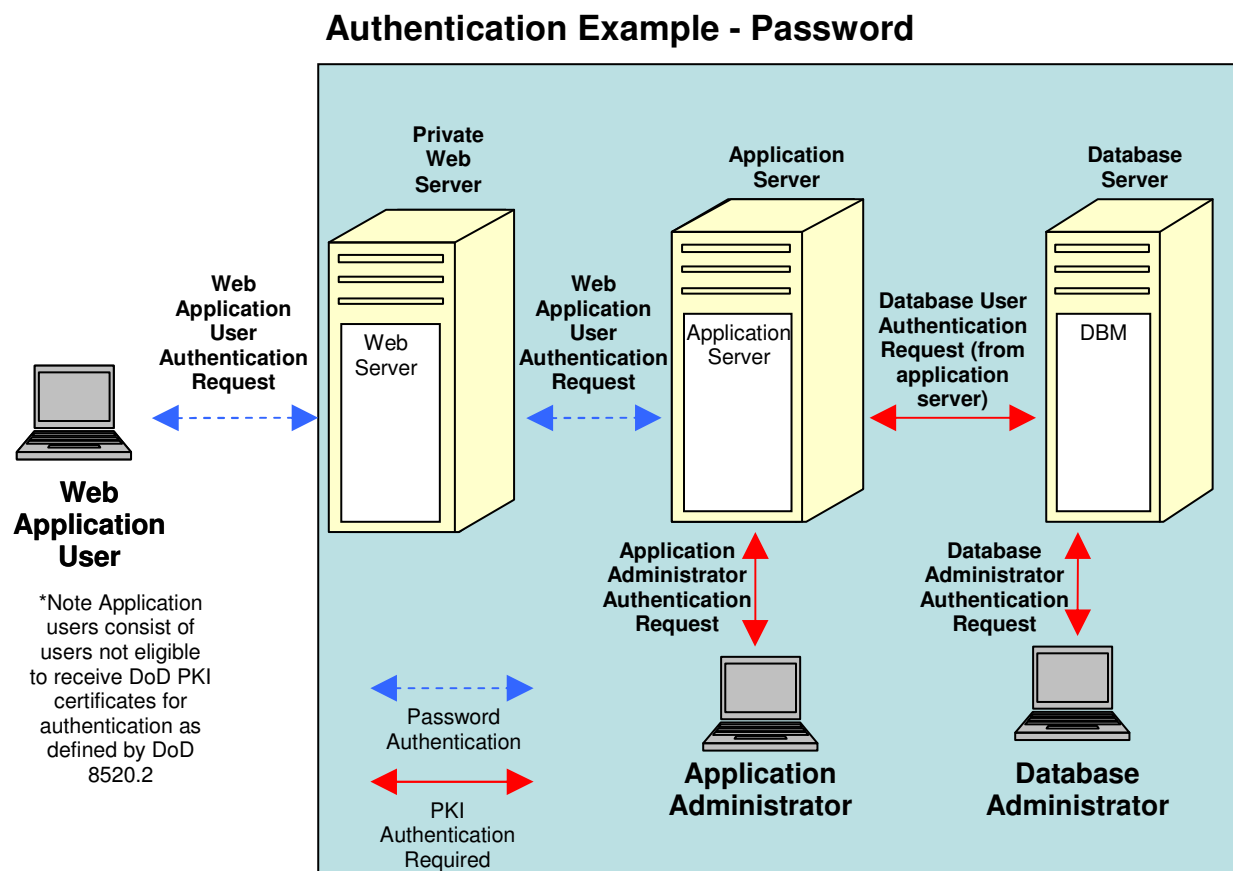 Authentication Example - Password
Private
Web
Server
Application
Server
Database
Server
Web
Application
User
Authentication
Request
Web
Server
Web
Application
User
Authentication
Request
Application
Server
Database User
Authentication
Request (from
application
server)
DBM
Web
Application
User
*Note Application
users consist of
users not eligible
to receive DoD PKI
certificates for
authentication as
defined by DoD
8520.2
Application
Administrator
Authentication
Request
Database
Administrator
Authentication
Request
Password
Authentication
PKI
Authentication
Required
Application
Administrator
Database
Administrator